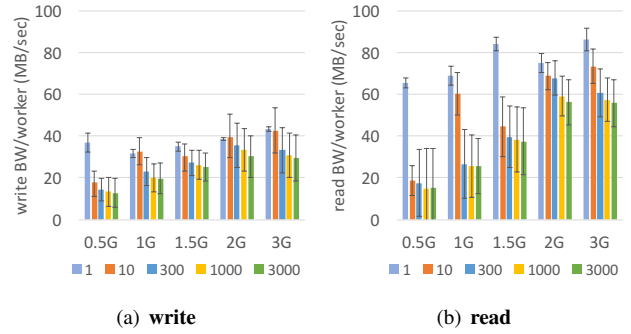 100
80
60
40
20
0
write BW/worker (MB/sec)
0.5G 1G 1.5G 2G 3G
1 10 300 1000 3000
(a) write
100
80
60
40
20
0
read BW/worker (MB/sec)
0.5G 1G 1.5G 2G 3G
1 10 300 1000 3000
(b) read